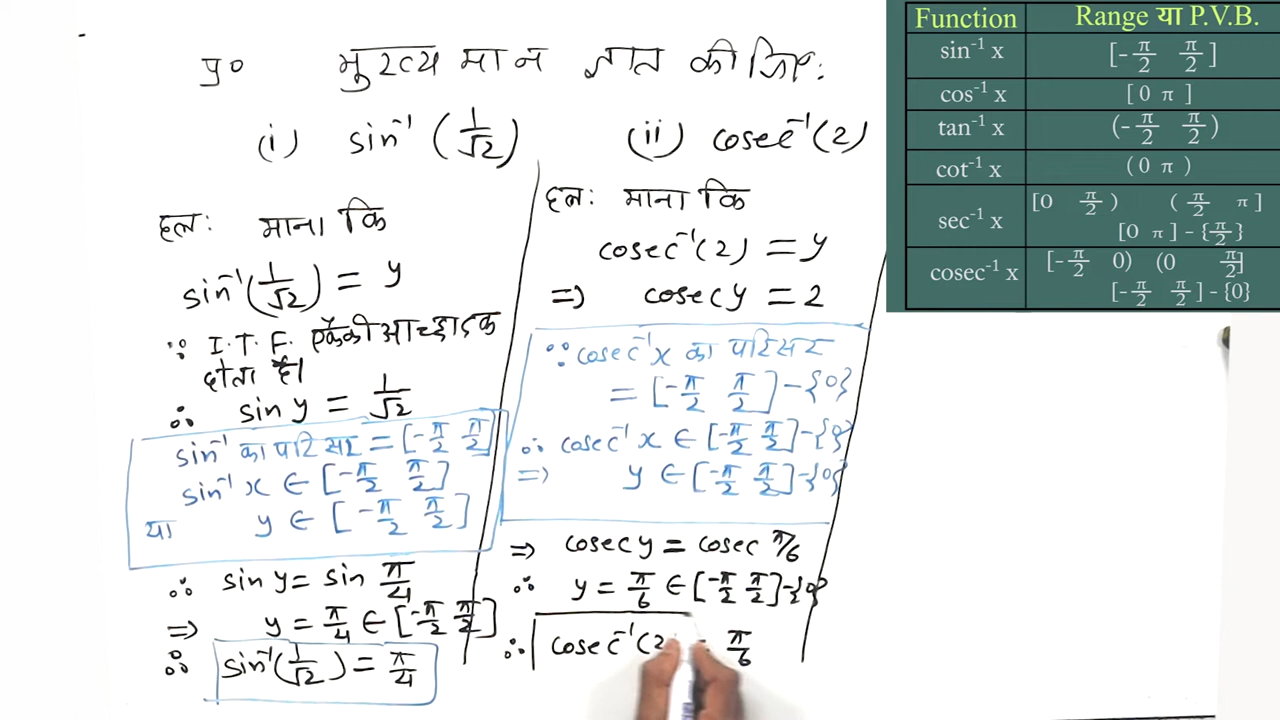 प्र० मुख्य मान ज्ञात कीजिए:
(i) sin⁻¹(1/√2) (ii) cosec⁻¹(2)
हल: माना कि
sin⁻¹(1/√2) = y
∵ I.T.F. एकैकी आच्छादक
होता है।
∴ sin y = 1/√2
sin⁻¹ का परिसर = [-π/2 π/2]
sin⁻¹ x ∈ [-π/2 π/2]
या y ∈ [-π/2 π/2]
∴ sin y = sin π/4
⇒ y = π/4 ∈ [-π/2 π/2]
∴ sin⁻¹(1/√2) = π/4
हल: माना कि
cosec⁻¹(2) = y
⇒ cosec y = 2
∵ cosec⁻¹x का परिसर
= [-π/2 π/2] - {0}
∴ cosec⁻¹ x ∈ [-π/2 π/2] - {0}
⇒ y ∈ [-π/2 π/2] - {0}
⇒ cosec y = cosec π/6
∴ y = π/6 ∈ [-π/2 π/2] - {0}
∴ cosec⁻¹(2 π/6
Function Range या P.V.B.
sin⁻¹ x [-π/2 π/2]
cos⁻¹ x [0 π]
tan⁻¹ x (-π/2 π/2)
cot⁻¹ x (0 π)
sec⁻¹ x [0 π/2) (π/2 π]
[0 π] - {π/2}
cosec⁻¹ x [-π/2 0) (0 π/2]
[-π/2 π/2] - {0}